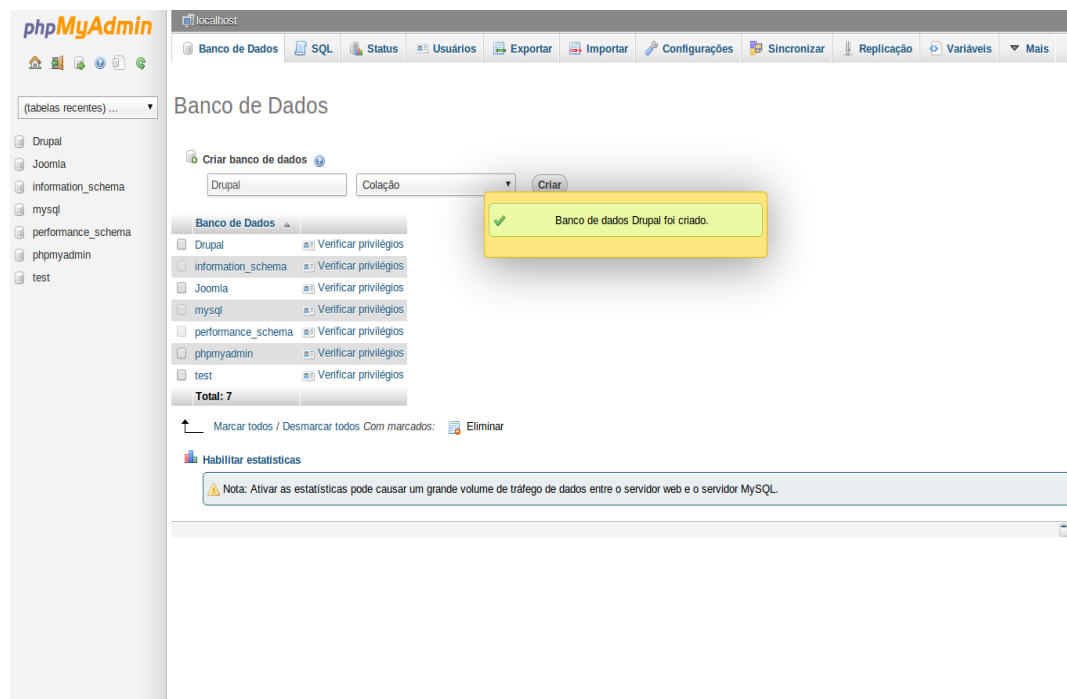 phpMyAdmin
(tabelas recentes) ...
Drupal
Joomla
information_schema
mysql
performance_schema
phpmyadmin
test
localhost
Banco de Dados SQL Status Usuários Exportar Importar Configurações Sincronizar Replicação Variáveis Mais
Banco de Dados
Criar banco de dados
Drupal Colação Criar
Banco de dados Drupal foi criado.
Banco de Dados
Drupal Verificar privilégios
information_schema Verificar privilégios
Joomla Verificar privilégios
mysql Verificar privilégios
performance_schema Verificar privilégios
phpmyadmin Verificar privilégios
test Verificar privilégios
Total: 7
Marcar todos / Desmarcar todos Com marcados: Eliminar
Habilitar estatísticas
Nota: Ativar as estatísticas pode causar um grande volume de tráfego de dados entre o servidor web e o servidor MySQL.